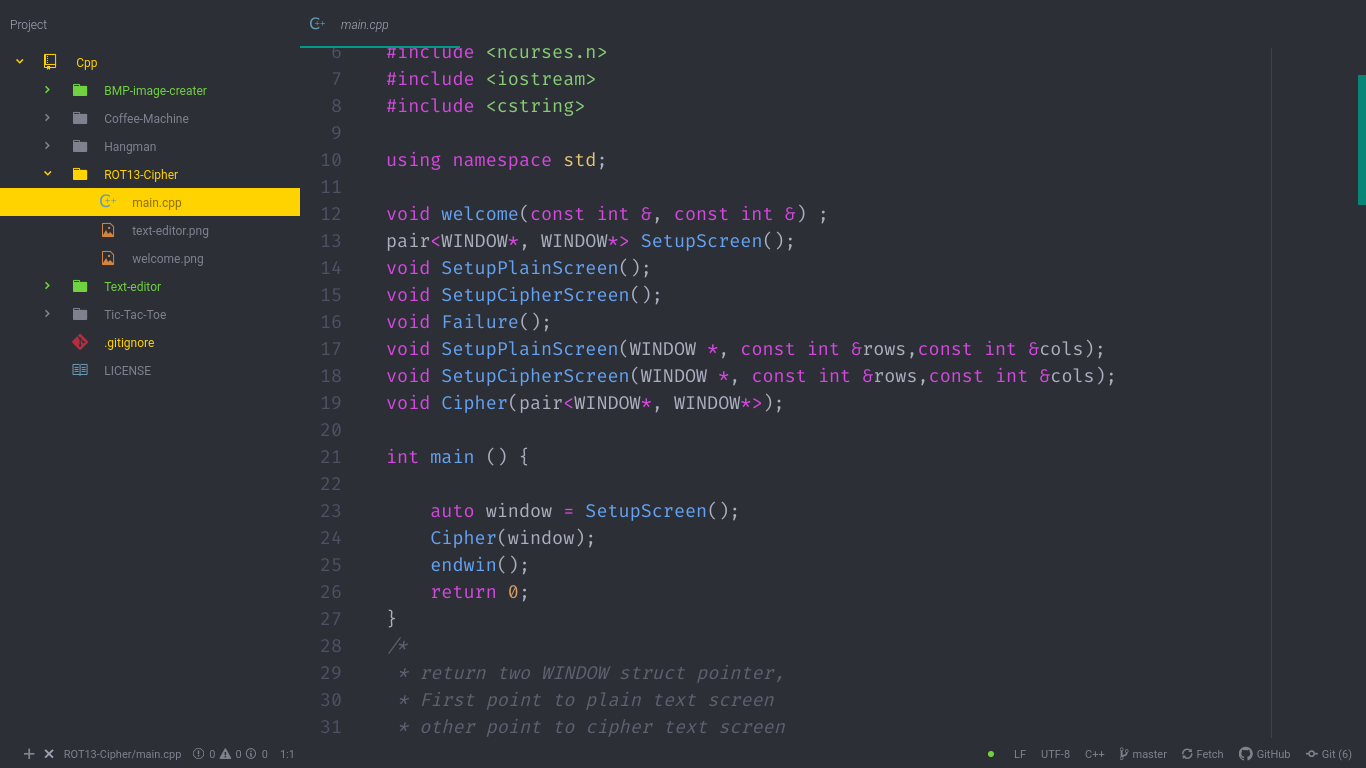 Project
main.cpp
Cpp
BMP-image-creater
Coffee-Machine
Hangman
ROT13-Cipher
main.cpp
text-editor.png
welcome.png
Text-editor
Tic-Tac-Toe
.gitignore
LICENSE
6 #include <ncurses.h>
7 #include <iostream>
8 #include <cstring>
9
10 using namespace std;
11
12 void welcome(const int &, const int &) ;
13 pair<WINDOW*, WINDOW*> SetupScreen();
14 void SetupPlainScreen();
15 void SetupCipherScreen();
16 void Failure();
17 void SetupPlainScreen(WINDOW *, const int &rows,const int &cols);
18 void SetupCipherScreen(WINDOW *, const int &rows,const int &cols);
19 void Cipher(pair<WINDOW*, WINDOW*>);
20
21 int main () {
22
23     auto window = SetupScreen();
24     Cipher(window);
25     endwin();
26     return 0;
27 }
28 /*
29  * return two WINDOW struct pointer,
30  * First point to plain text screen
31  * other point to cipher text screen
ROT13-Cipher/main.cpp 0 0 0 1:1 LF UTF-8 C++ master Fetch GitHub Git (6)